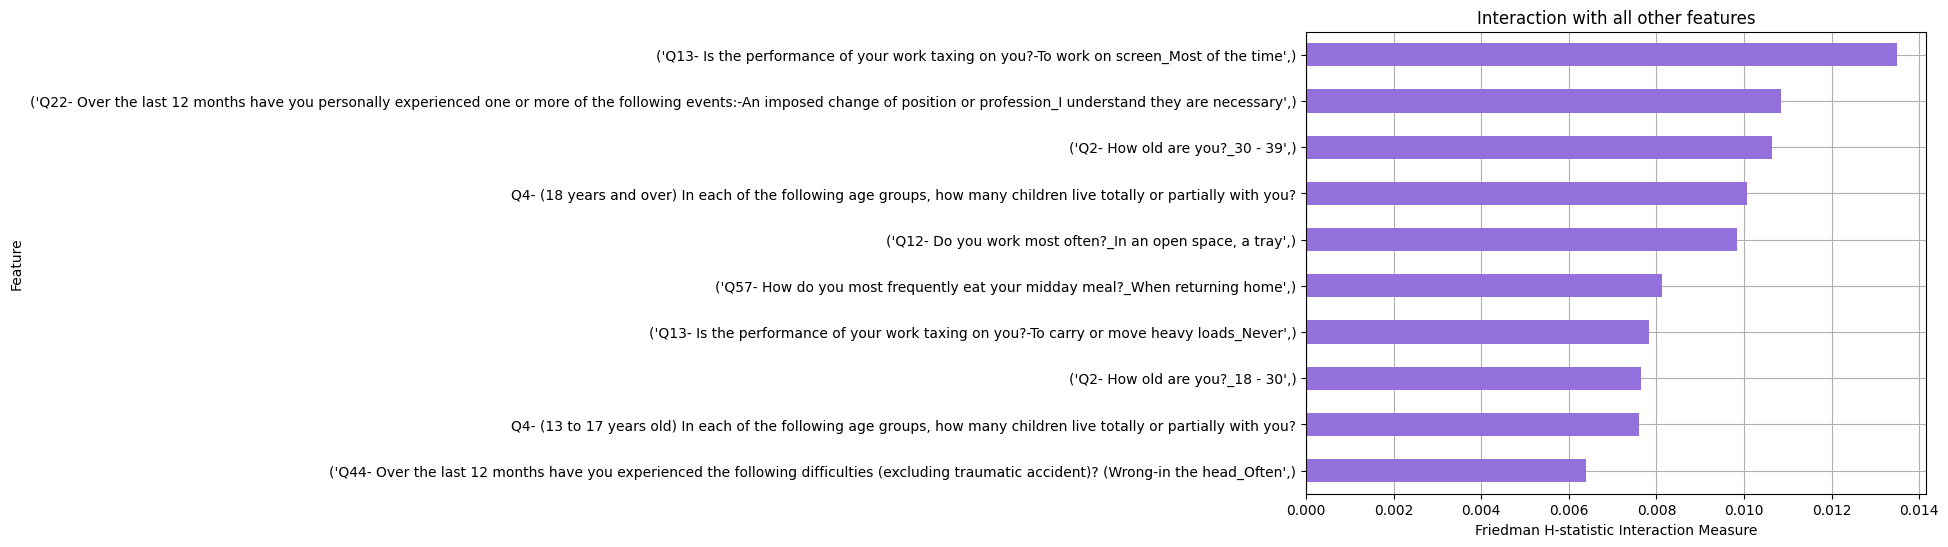 Interaction with all other features
('Q13- Is the performance of your work taxing on you?-To work on screen_Most of the time',)
('Q22- Over the last 12 months have you personally experienced one or more of the following events:-An imposed change of position or profession_I understand they are necessary',)
('Q2- How old are you?_30 - 39',)
Q4- (18 years and over) In each of the following age groups, how many children live totally or partially with you?
('Q12- Do you work most often?_In an open space, a tray',)
('Q57- How do you most frequently eat your midday meal?_When returning home',)
('Q13- Is the performance of your work taxing on you?-To carry or move heavy loads_Never',)
('Q2- How old are you?_18 - 30',)
Q4- (13 to 17 years old) In each of the following age groups, how many children live totally or partially with you?
('Q44- Over the last 12 months have you experienced the following difficulties (excluding traumatic accident)? (Wrong-in the head_Often',)
Feature
0.000 0.002 0.004 0.006 0.008 0.010 0.012 0.014
Friedman H-statistic Interaction Measure